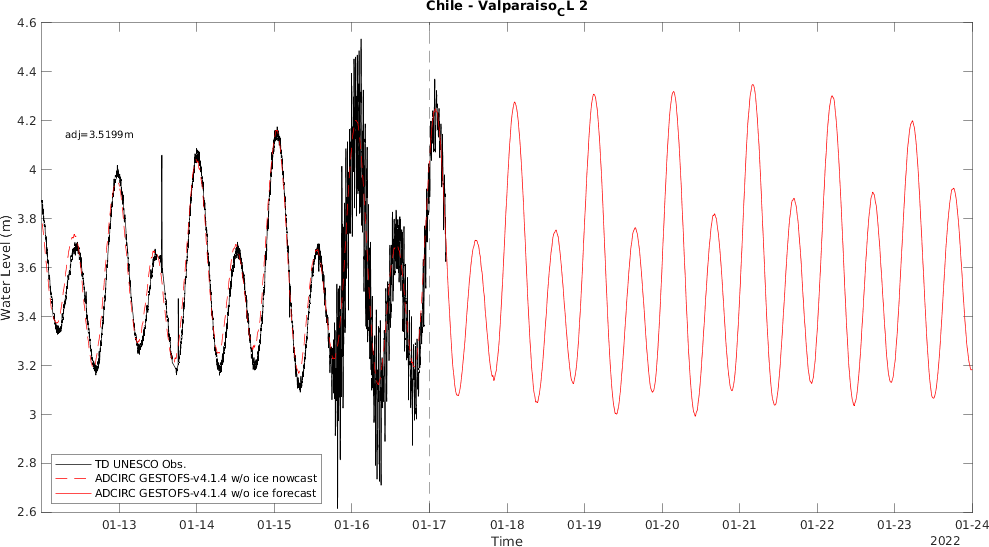 Chile - Valparaiso_CL 2
4.6
4.4
4.2
4
3.8
3.6
3.4
3.2
3
2.8
2.6
Water Level (m)
adj=3.5199m
TD UNESCO Obs.
ADCIRC GESTOFS-v4.1.4 w/o ice nowcast
ADCIRC GESTOFS-v4.1.4 w/o ice forecast
01-13 01-14 01-15 01-16 01-17 01-18 01-19 01-20 01-21 01-22 01-23 01-24
Time
2022